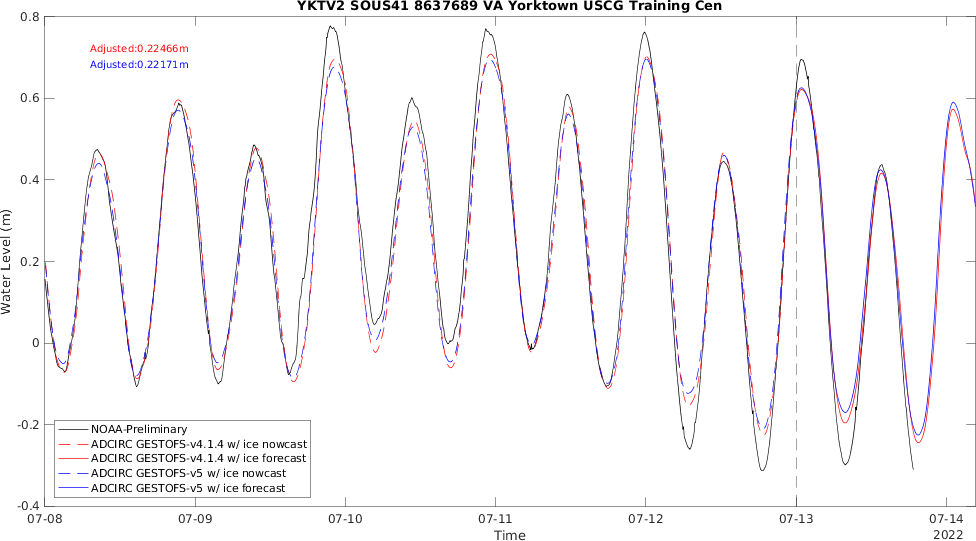 YKTV2 SOUS41 8637689 VA Yorktown USCG Training Cen
Adjusted:0.22466m
Adjusted:0.22171m
Water Level (m)
0.8
0.6
0.4
0.2
0
-0.2
-0.4
NOAA-Preliminary
ADCIRC GESTOFS-v4.1.4 w/ ice nowcast
ADCIRC GESTOFS-v4.1.4 w/ ice forecast
ADCIRC GESTOFS-v5 w/ ice nowcast
ADCIRC GESTOFS-v5 w/ ice forecast
07-08 07-09 07-10 07-11 07-12 07-13 07-14
Time
2022